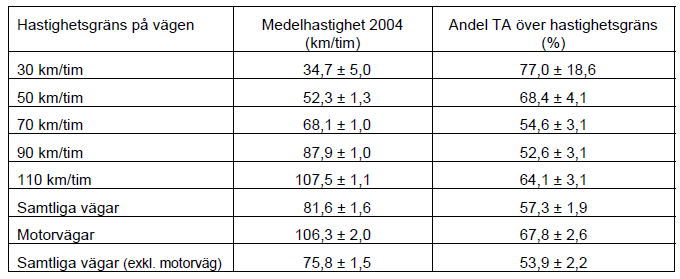 Hastighetsgräns på vägen Medelhastighet 2004 Andel TA över hastighetsgräns
(km/tim) (%)
30 km/tim 34,7 ± 5,0 77,0 ± 18,6
50 km/tim 52,3 ± 1,3 68,4 ± 4,1
70 km/tim 68,1 ± 1,0 54,6 ± 3,1
90 km/tim 87,9 ± 1,0 52,6 ± 3,1
110 km/tim 107,5 ± 1,1 64,1 ± 3,1
Samtliga vägar 81,6 ± 1,6 57,3 ± 1,9
Motorvägar 106,3 ± 2,0 67,8 ± 2,6
Samtliga vägar (exkl. motorväg) 75,8 ± 1,5 53,9 ± 2,2